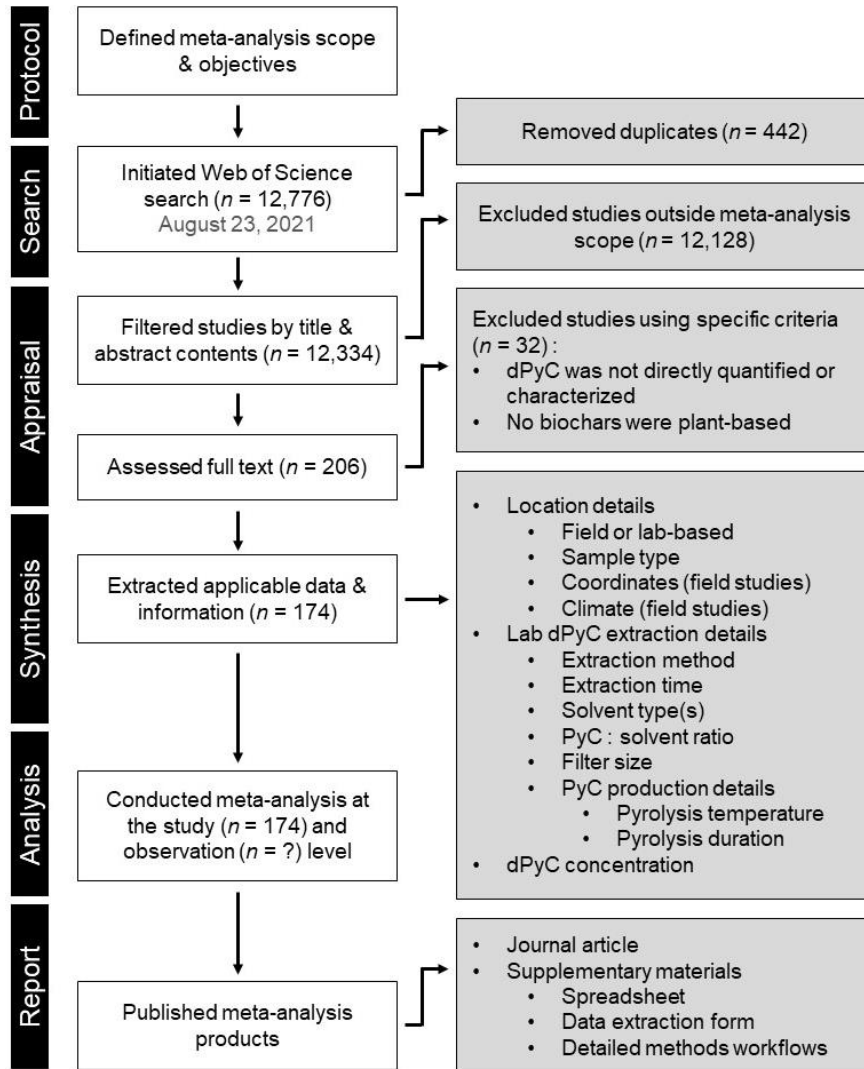 Protocol
Defined meta-analysis scope
& objectives
Removed duplicates (n = 442)
Search
Initiated Web of Science
search (n = 12,776)
August 23, 2021
Excluded studies outside meta-analysis
scope (n = 12,128)
Appraisal
Filtered studies by title &
abstract contents (n = 12,334)
Excluded studies using specific criteria
(n = 32) :
• dPyC was not directly quantified or
characterized
• No biochars were plant-based
Assessed full text (n = 206)
Synthesis
Extracted applicable data &
information (n = 174)
• Location details
• Field or lab-based
• Sample type
• Coordinates (field studies)
• Climate (field studies)
• Lab dPyC extraction details
• Extraction method
• Extraction time
• Solvent type(s)
• PyC : solvent ratio
• Filter size
• PyC production details
• Pyrolysis temperature
• Pyrolysis duration
• dPyC concentration
Analysis
Conducted meta-analysis at
the study (n = 174) and
observation (n = ?) level
Report
Published meta-analysis
products
• Journal article
• Supplementary materials
• Spreadsheet
• Data extraction form
• Detailed methods workflows